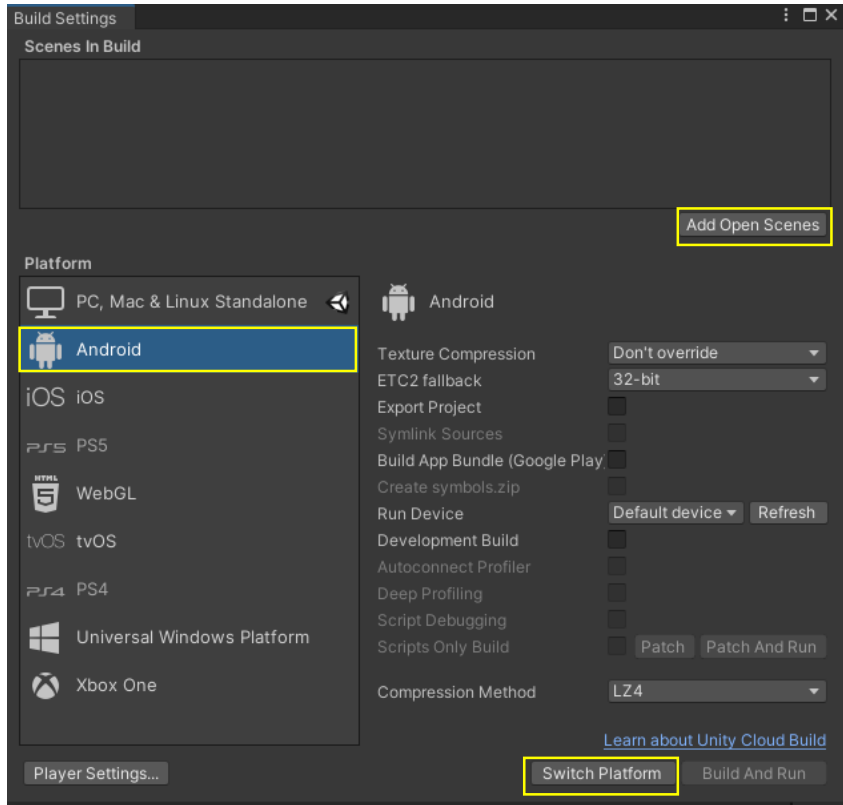 Build Settings
Scenes In Build
Add Open Scenes
Platform
PC, Mac & Linux Standalone
Android
iOS iOS
PS5 PS5
HTML 5 WebGL
tvOS tvOS
PS4 PS4
Universal Windows Platform
Xbox One
Android
Texture Compression Don't override
ETC2 fallback 32-bit
Export Project
Symlink Sources
Build App Bundle (Google Play)
Create symbols.zip
Run Device Default device Refresh
Development Build
Autoconnect Profiler
Deep Profiling
Script Debugging
Scripts Only Build Patch Patch And Run
Compression Method LZ4
Learn about Unity Cloud Build
Player Settings... Switch Platform Build And Run